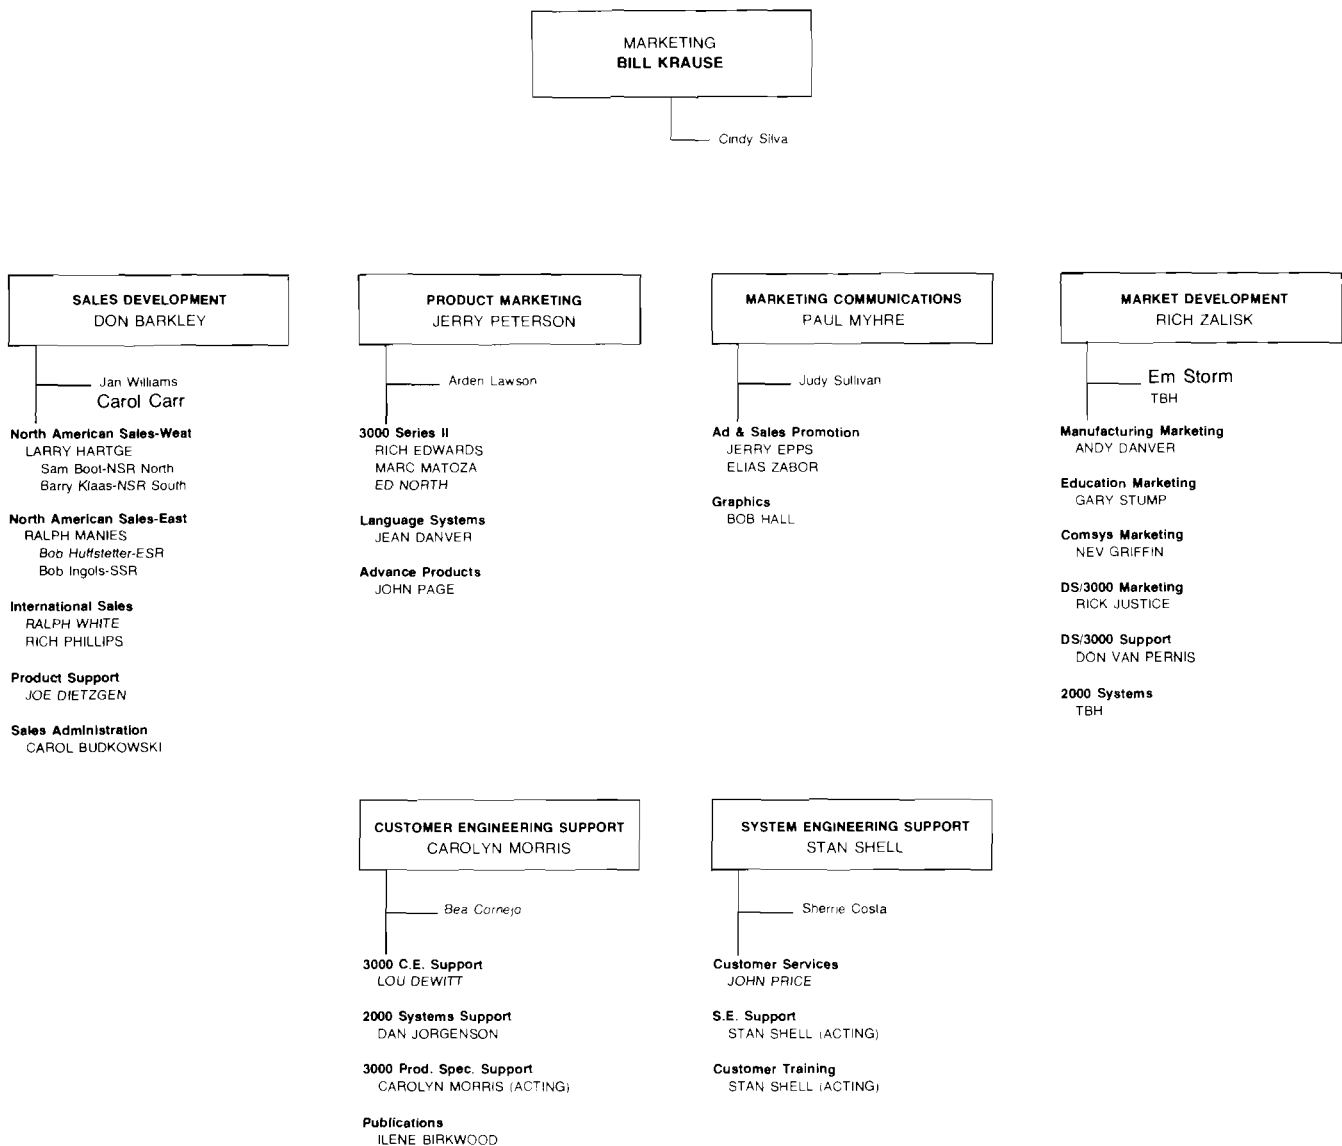 MARKETING
BILL KRAUSE
Cindy Silva
SALES DEVELOPMENT
DON BARKLEY
Jan Williams
Carol Carr
North American Sales-West
LARRY HARTGE
Sam Boot-NSR North
Barry Klaas-NSR South
North American Sales-East
RALPH MANIES
Bob Huffstetter-ESR
Bob Ingols-SSR
International Sales
RALPH WHITE
RICH PHILLIPS
Product Support
JOE DIETZGEN
Sales Administration
CAROL BUDKOWSKI
PRODUCT MARKETING
JERRY PETERSON
Arden Lawson
3000 Series II
RICH EDWARDS
MARC MATOZA
ED NORTH
Language Systems
JEAN DANVER
Advance Products
JOHN PAGE
MARKETING COMMUNICATIONS
PAUL MYHRE
Judy Sullivan
Ad & Sales Promotion
JERRY EPPS
ELIAS ZABOR
Graphics
BOB HALL
MARKET DEVELOPMENT
RICH ZALISK
Em Storm
TBH
Manufacturing Marketing
ANDY DANVER
Education Marketing
GARY STUMP
Comsys Marketing
NEV GRIFFIN
DS/3000 Marketing
RICK JUSTICE
DS/3000 Support
DON VAN PERNIS
2000 Systems
TBH
CUSTOMER ENGINEERING SUPPORT
CAROLYN MORRIS
Bea Cornejo
3000 C.E. Support
LOU DEWITT
2000 Systems Support
DAN JORGENSON
3000 Prod. Spec. Support
CAROLYN MORRIS (ACTING)
Publications
ILENE BIRKWOOD
SYSTEM ENGINEERING SUPPORT
STAN SHELL
Sherrie Costa
Customer Services
JOHN PRICE
S.E. Support
STAN SHELL (ACTING)
Customer Training
STAN SHELL (ACTING)